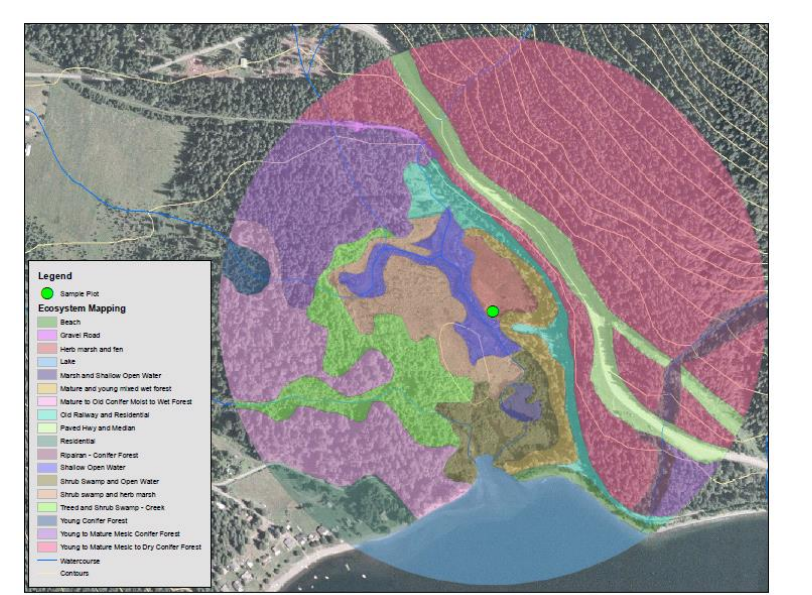 Legend
Sample Plot
Ecosystem Mapping
Beach
Gravel Road
Herb marsh and fen
Lake
Marsh and Shallow Open Water
Mature and young mixed wet forest
Mature to Old Conifer Moist to Wet Forest
Old Railway and Residential
Paved Hwy and Median
Residential
Ripairan - Conifer Forest
Shallow Open Water
Shrub Swamp and Open Water
Shrub swamp and herb marsh
Treed and Shrub Swamp - Creek
Young Conifer Forest
Young to Mature Mesic Conifer Forest
Young to Mature Mesic to Dry Conifer Forest
Watercourse
Contours